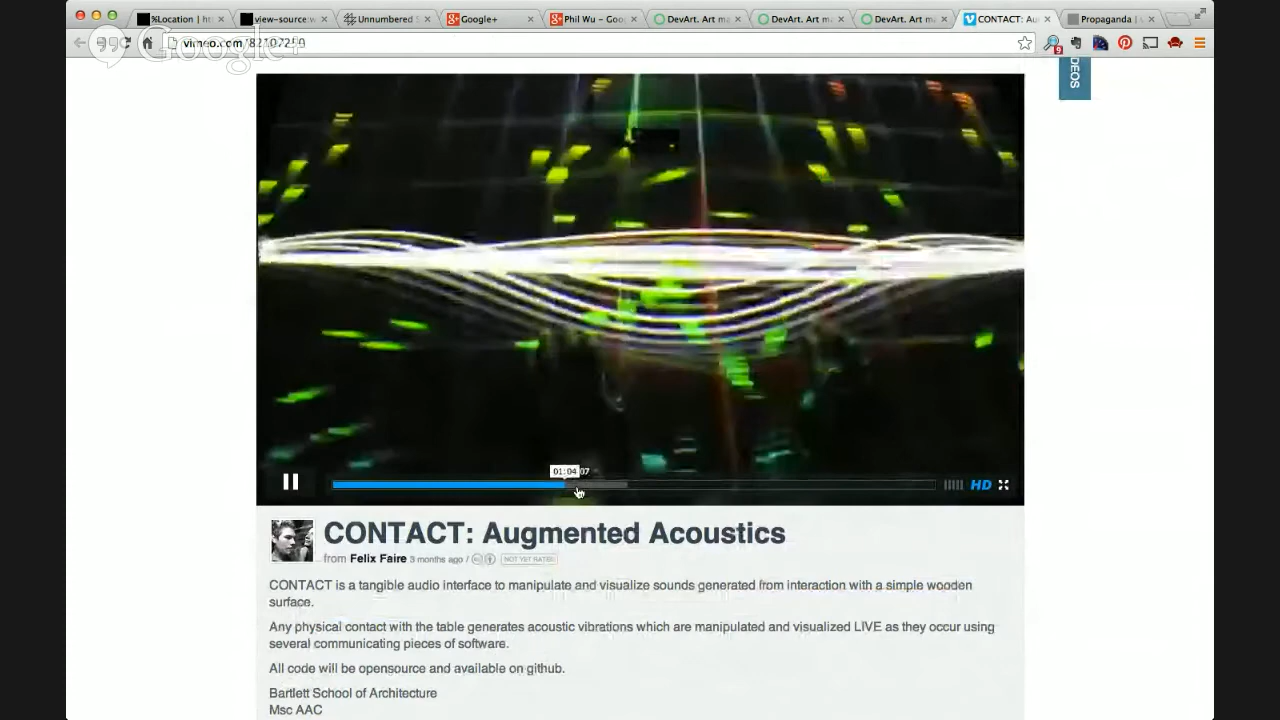 %Location | ht
view-source:w
Unnumbered S
Google+
Phil Wu - Goo
DevArt. Art m
DevArt. Art m
DevArt. Art m
CONTACT: Au
Propaganda |
Google+
vimeo.com/82107250
9
DEOS
01:04
07
HD
CONTACT: Augmented Acoustics
from Felix Faire 3 months ago / NOT YET RATED
CONTACT is a tangible audio interface to manipulate and visualize sounds generated from interaction with a simple wooden
surface.
Any physical contact with the table generates acoustic vibrations which are manipulated and visualized LIVE as they occur using
several communicating pieces of software.
All code will be opensource and available on github.
Bartlett School of Architecture
Msc AAC